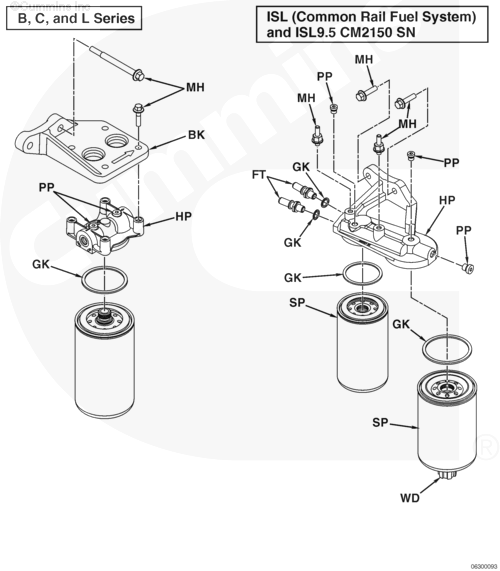 ©Cummins Inc
B, C, and L Series
ISL (Common Rail Fuel System)
and ISL9.5 CM2150 SN
MH
BK
PP
HP
GK
MH
PP
MH
MH
PP
GK
FT
HP
GK
PP
GK
SP
GK
SP
WD
cummins
®
06300093